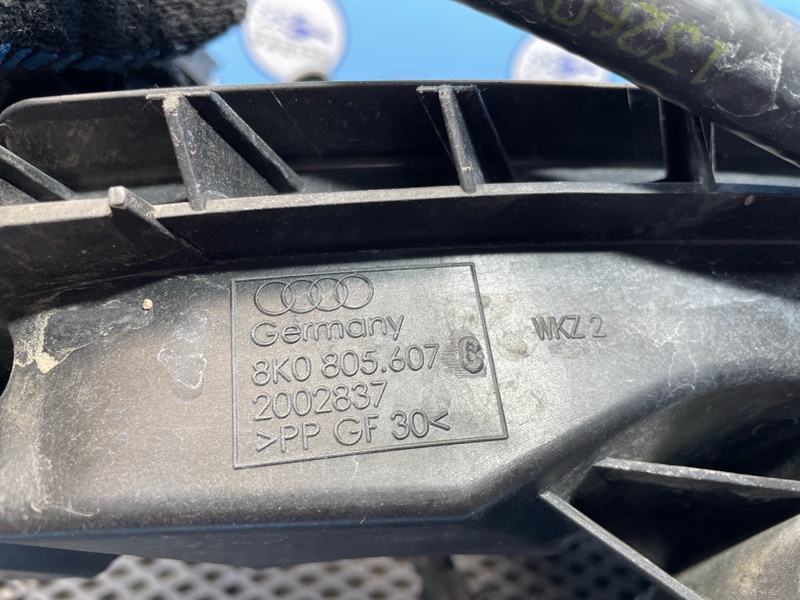 Germany
8K0 805.607 G
2002837
>PP GF 30<
WKZ 2